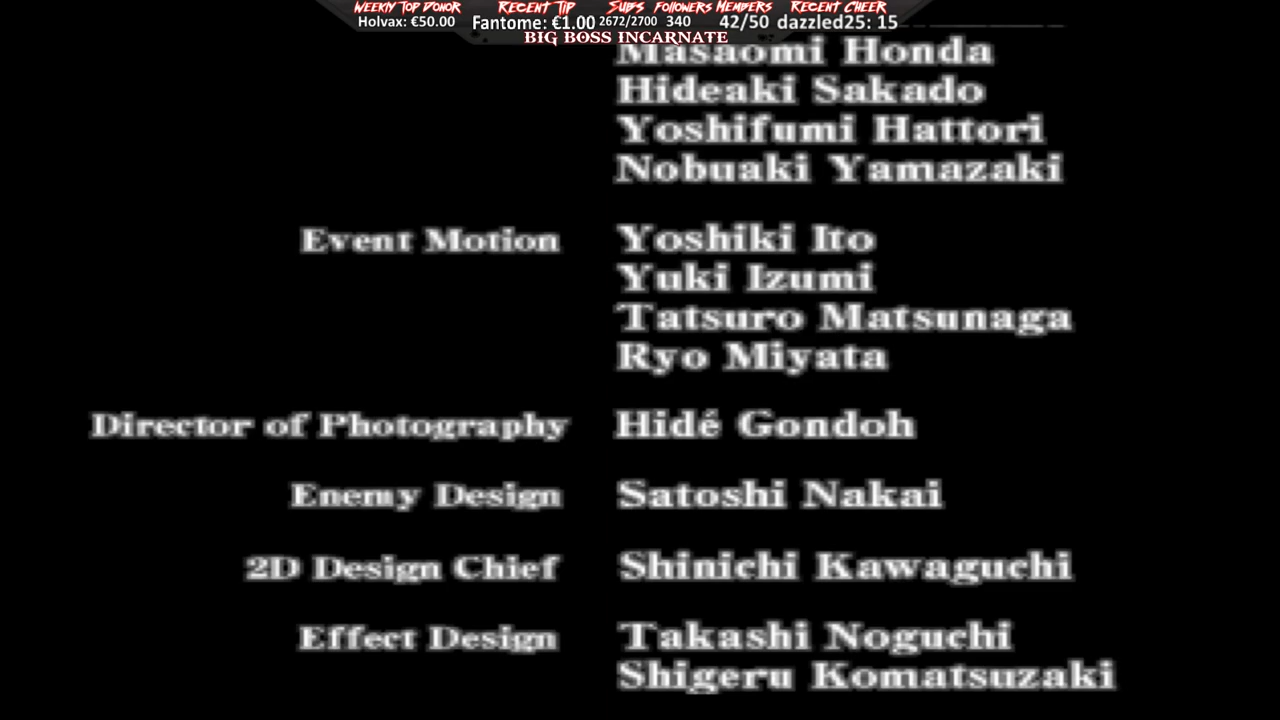 Weekly Top Donor Recent Tip Subs Followers Members Recent Cheer
Holvax: €50.00 Fantome: €1.00 2672/2700 340 42/50 dazzled25: 15
BIG BOSS INCARNATE
Masaomi Honda
Hideaki Sakado
Yoshifumi Hattori
Nobuaki Yamazaki
Event Motion Yoshiki Ito
Yuki Izumi
Tatsuro Matsunaga
Ryo Miyata
Director of Photography Hidé Gondoh
Enemy Design Satoshi Nakai
2D Design Chief Shinichi Kawaguchi
Effect Design Takashi Noguchi
Shigeru Komatsuzaki